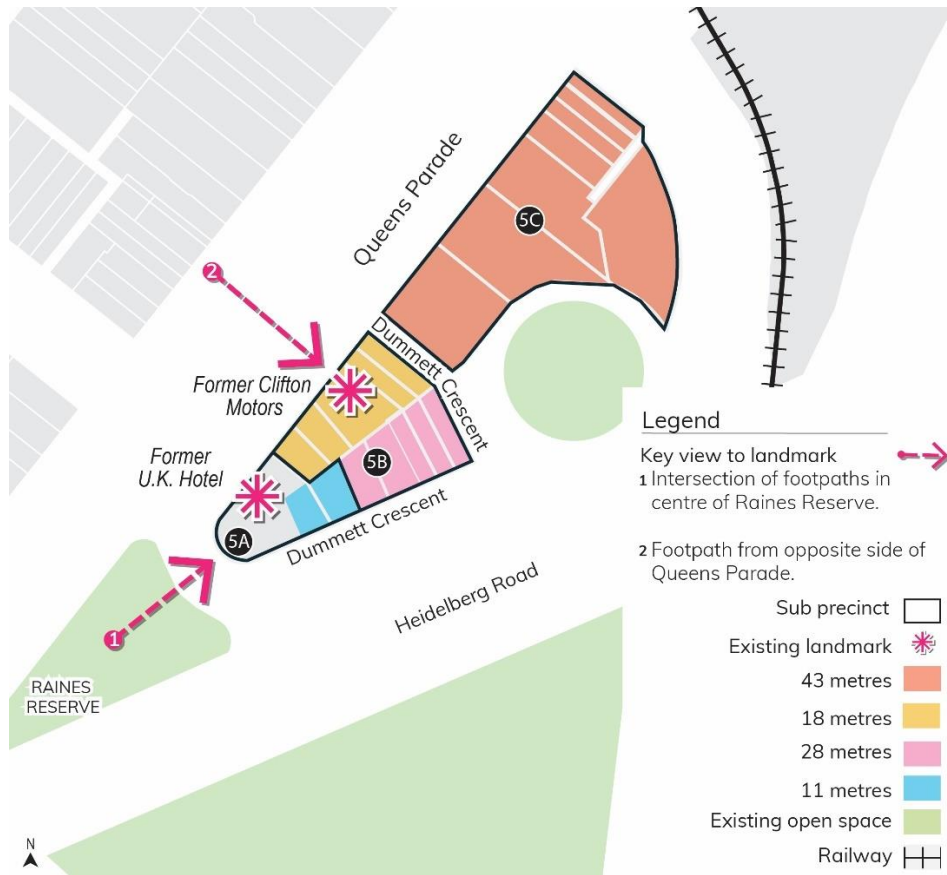 Queens Parade
5C
2
Dummett Crescent
Former Clifton
Motors
Former
U.K. Hotel
5B
5A
Dummett Crescent
Heidelberg Road
1
RAINES
RESERVE
N
Legend
Key view to landmark
1 Intersection of footpaths in
centre of Raines Reserve.
2 Footpath from opposite side of
Queens Parade.
Sub precinct
Existing landmark
43 metres
18 metres
28 metres
11 metres
Existing open space
Railway